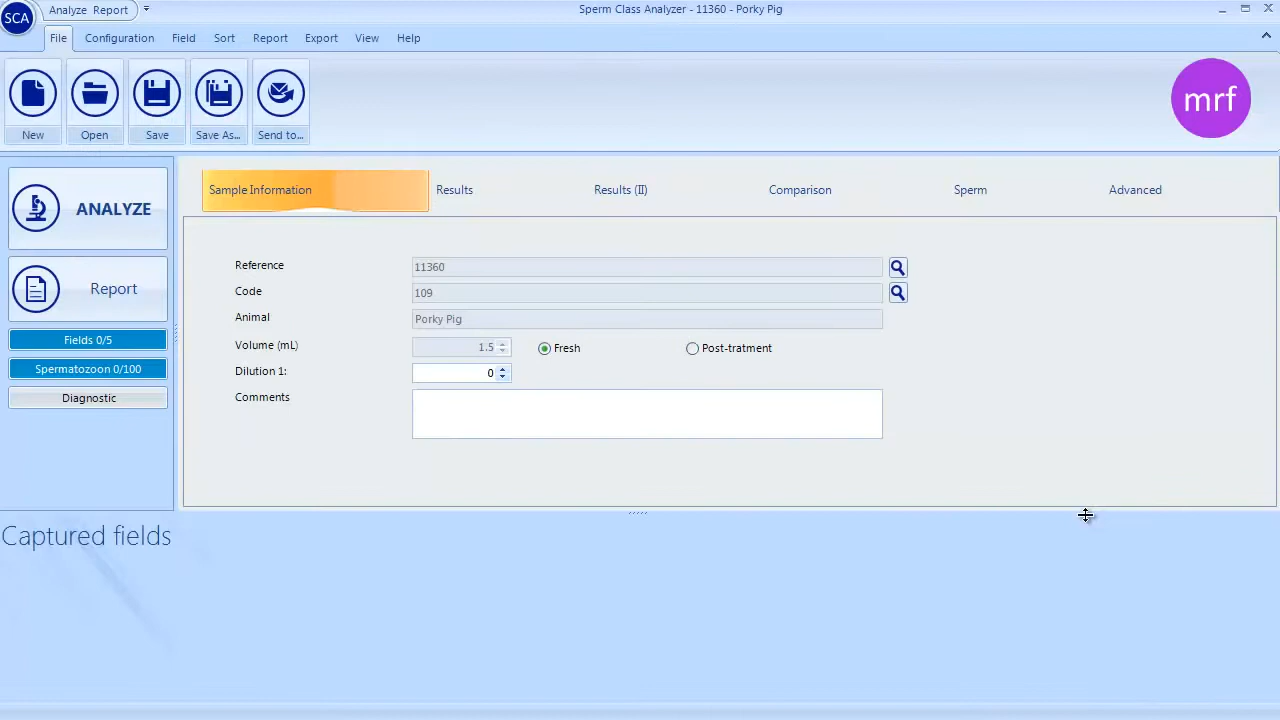 SCA
Analyze Report
Sperm Class Analyzer - 11360 - Porky Pig
File Configuration Field Sort Report Export View Help
New Open Save Save As... Send to...
mrf
ANALYZE
Report
Fields 0/5
Spermatozoon 0/100
Diagnostic
Sample Information Results Results (II) Comparison Sperm Advanced
Reference 11360
Code 109
Animal Porky Pig
Volume (mL) 1.5 Fresh Post-tratment
Dilution 1: 0
Comments
Captured fields